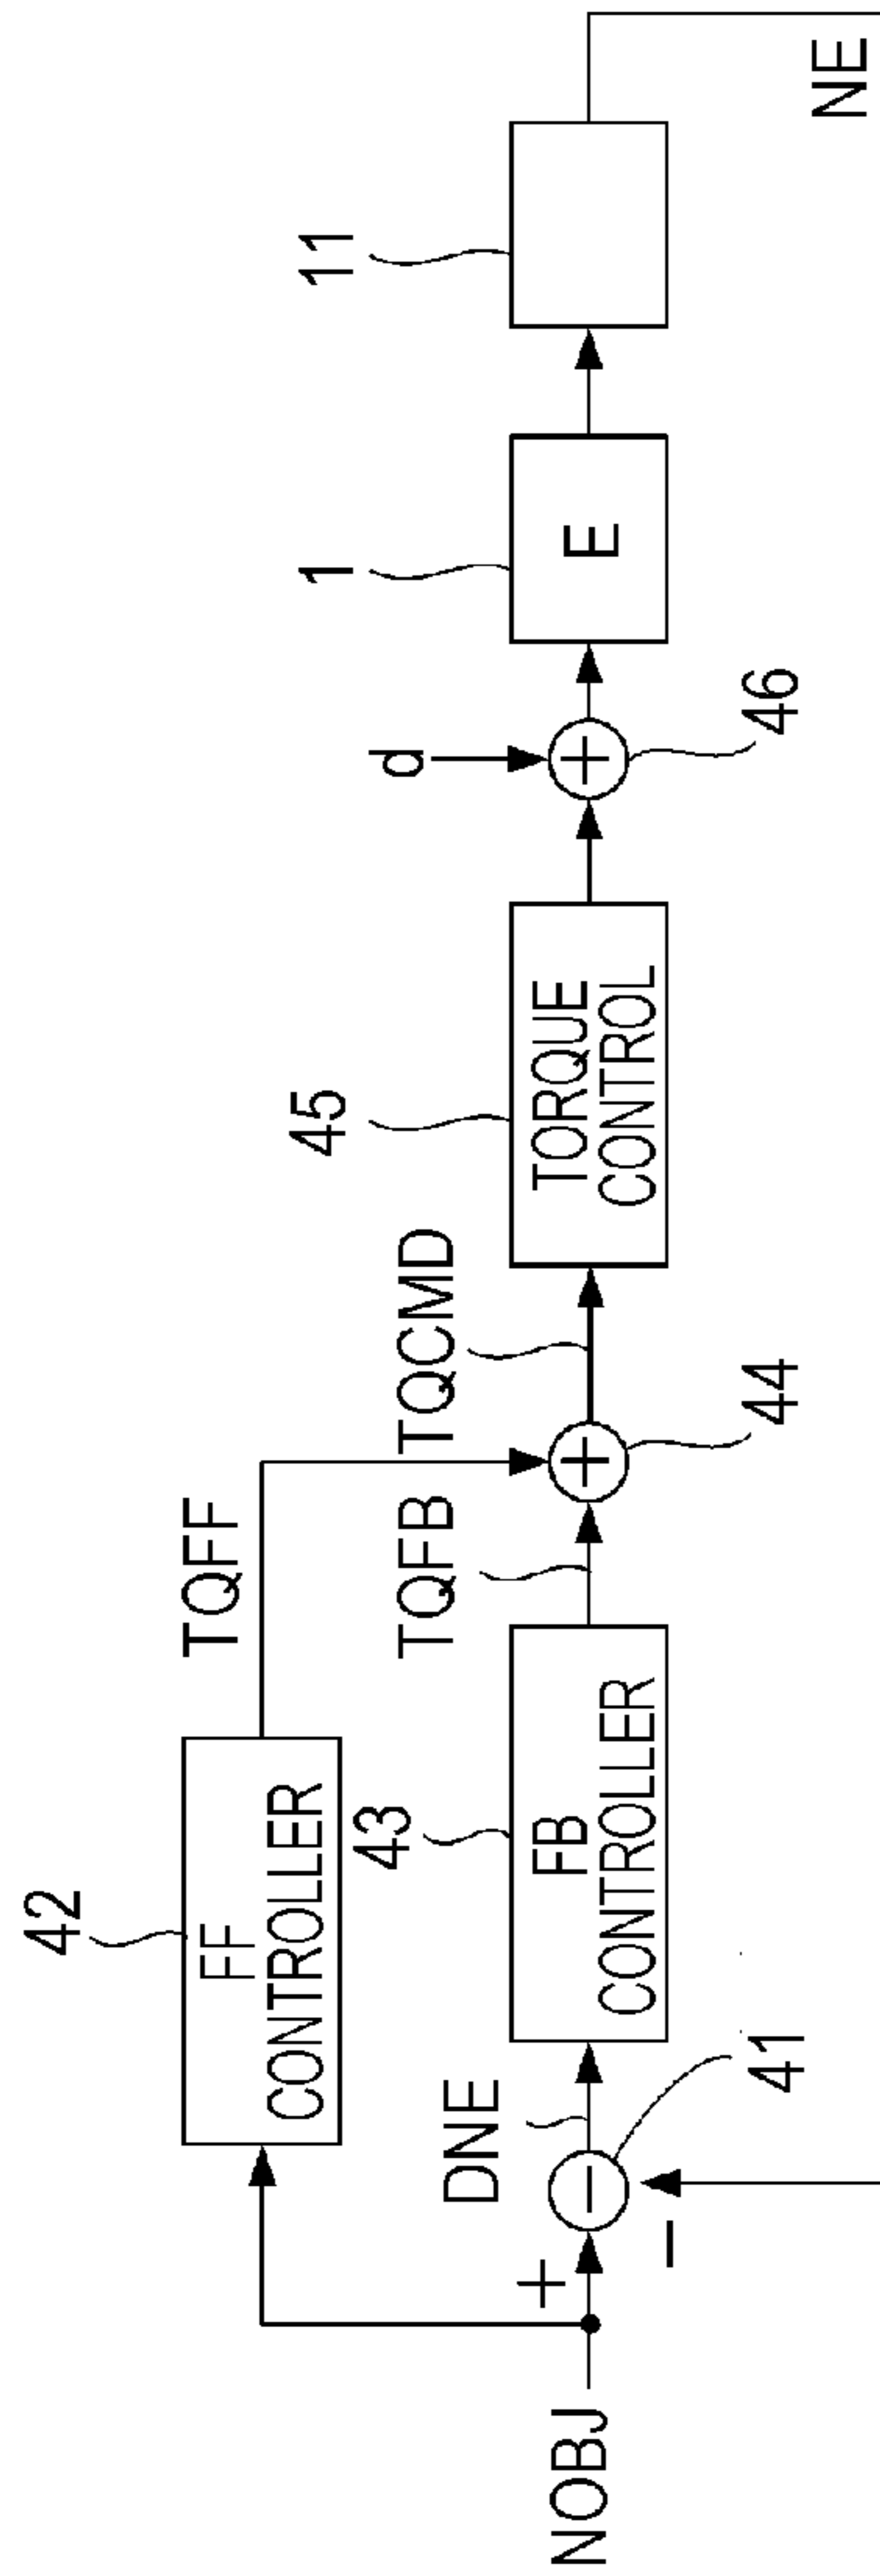 42
FF
CONTROLLER
TQFF
NOBJ
+
−
−
DNE
41
43
FB
CONTROLLER
TQFB
+
44
TQCMD
45
TORQUE
CONTROL
d
+
46
1
E
11
NE